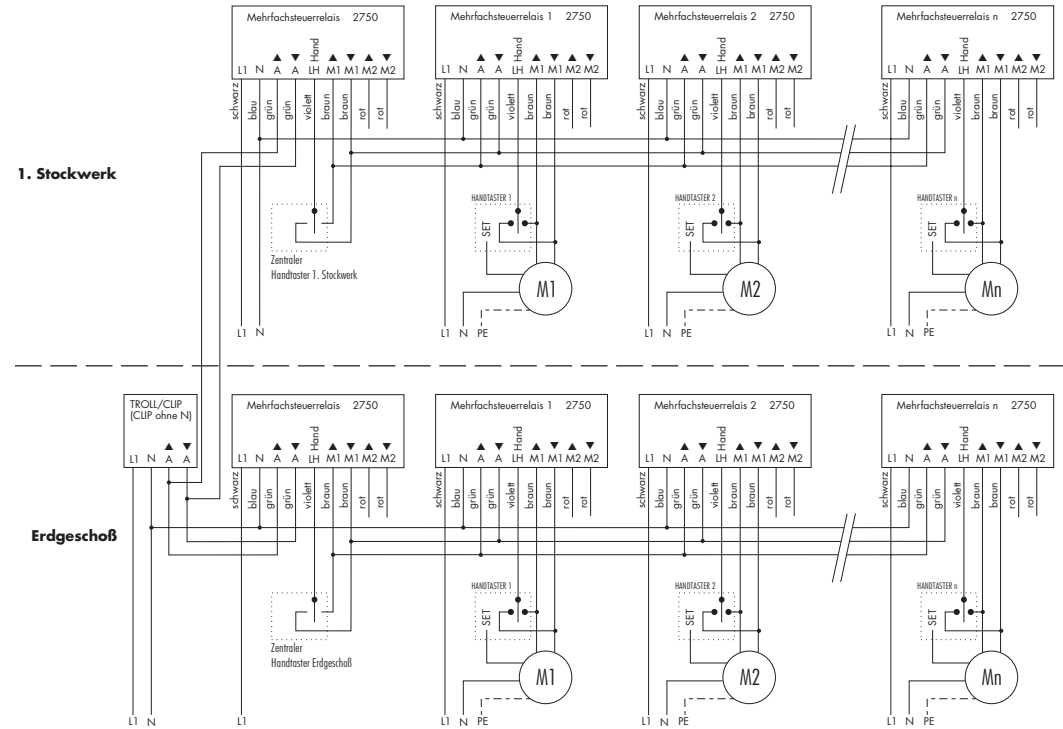 Mehrfachsteuerrelais 2750
Mehrfachsteuerrelais 1 2750
Mehrfachsteuerrelais 2 2750
Mehrfachsteuerrelais n 2750
▲ ▼ Hand ▲ ▼ ▲ ▼
L1 N A A LH M1 M1 M2 M2
▲ ▼ Hand ▲ ▼ ▲ ▼
L1 N A A LH M1 M1 M2 M2
▲ ▼ Hand ▲ ▼ ▲ ▼
L1 N A A LH M1 M1 M2 M2
▲ ▼ Hand ▲ ▼ ▲ ▼
L1 N A A LH M1 M1 M2 M2
schwarz blau grün grün violett braun braun rot rot
schwarz blau grün grün violett braun braun rot rot
schwarz blau grün grün violett braun braun rot rot
schwarz blau grün grün violett braun braun rot rot
1. Stockwerk
Zentraler
Handtaster 1. Stockwerk
HANDTASTER 1
SET
M1
HANDTASTER 2
SET
M2
HANDTASTER n
SET
Mn
L1 N
L1 N PE
L1 N PE
L1 N PE
TROLL/CLIP
(CLIP ohne N)
▲ ▼
L1 N A A
Mehrfachsteuerrelais 2750
Mehrfachsteuerrelais 1 2750
Mehrfachsteuerrelais 2 2750
Mehrfachsteuerrelais n 2750
▲ ▼ Hand ▲ ▼ ▲ ▼
L1 N A A LH M1 M1 M2 M2
▲ ▼ Hand ▲ ▼ ▲ ▼
L1 N A A LH M1 M1 M2 M2
▲ ▼ Hand ▲ ▼ ▲ ▼
L1 N A A LH M1 M1 M2 M2
▲ ▼ Hand ▲ ▼ ▲ ▼
L1 N A A LH M1 M1 M2 M2
schwarz blau grün grün violett braun braun rot rot
schwarz blau grün grün violett braun braun rot rot
schwarz blau grün grün violett braun braun rot rot
schwarz blau grün grün violett braun braun rot rot
Erdgeschoß
Zentraler
Handtaster Erdgeschoß
HANDTASTER 1
SET
M1
HANDTASTER 2
SET
M2
HANDTASTER n
SET
Mn
L1 N
L1
L1 N PE
L1 N PE
L1 N PE